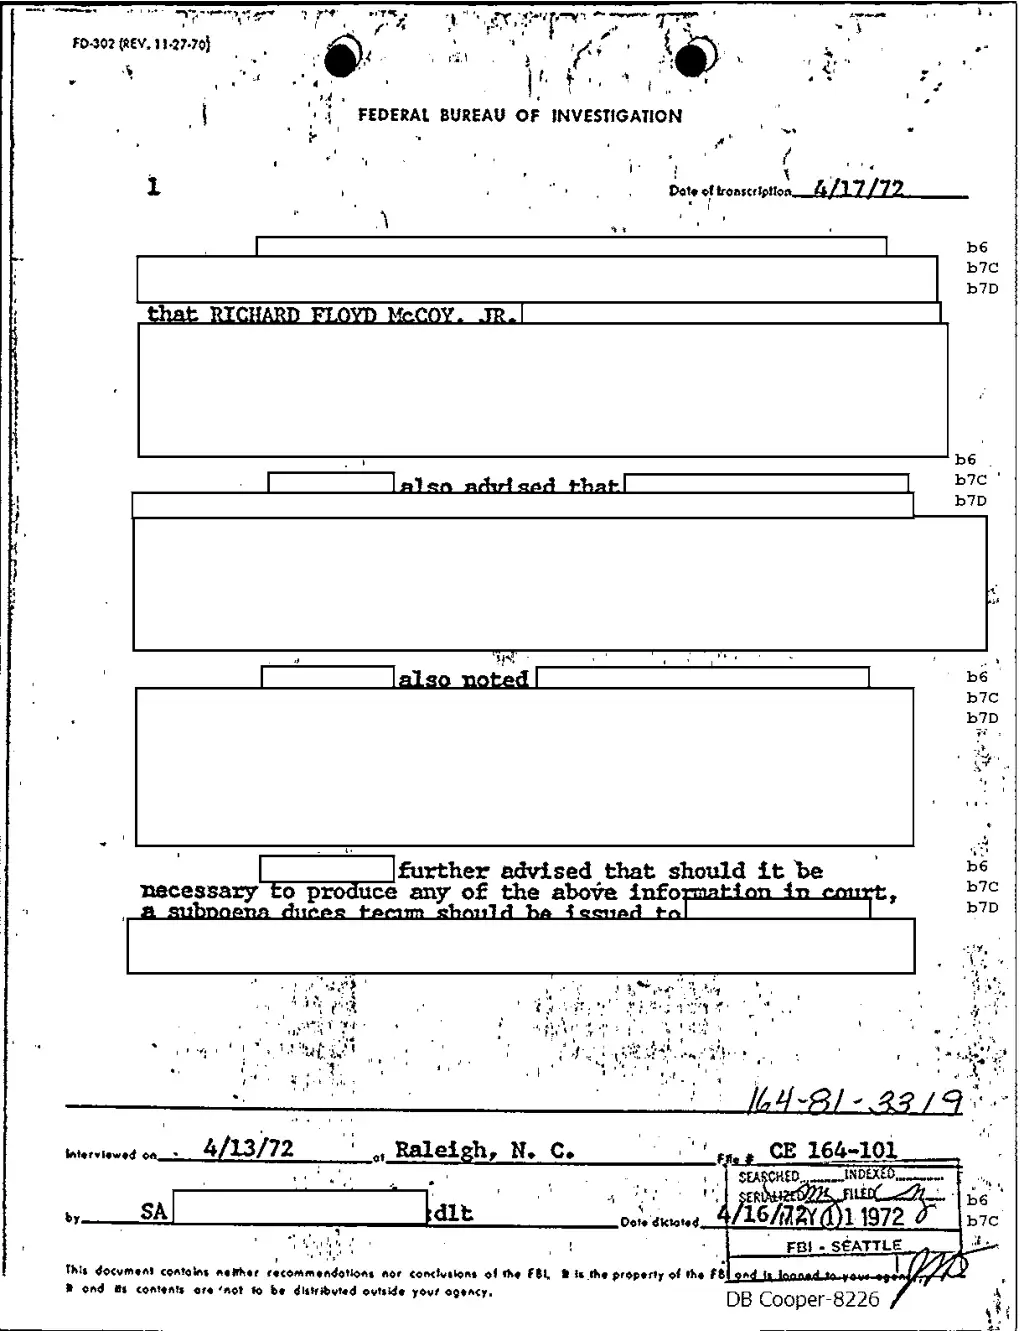 FD-302 (REV. 11-27-70)
FEDERAL BUREAU OF INVESTIGATION
1
Date of transcription 4/17/72
b6
b7C
b7D
that RICHARD FLOYD McCOY, JR.
b6
also advised that
b7C
b7D
also noted
b6
b7C
b7D
further advised that should it be
b6
necessary to produce any of the above information in court,
b7C
a subpoena duces tecum should be issued to
b7D
164-81-3319
Interviewed on 4/13/72 at Raleigh, N. C. File # CE 164-101
SEARCHED INDEXED
SERIALIZED FILED
b6
by SA :dlt Date dictated 4/16/72
MAY 11 1972
b7C
FBI - SEATTLE
This document contains neither recommendations nor conclusions of the FBI. It is the property of the FBI and is loaned to your agency;
it and its contents are not to be distributed outside your agency.
DB Cooper-8226